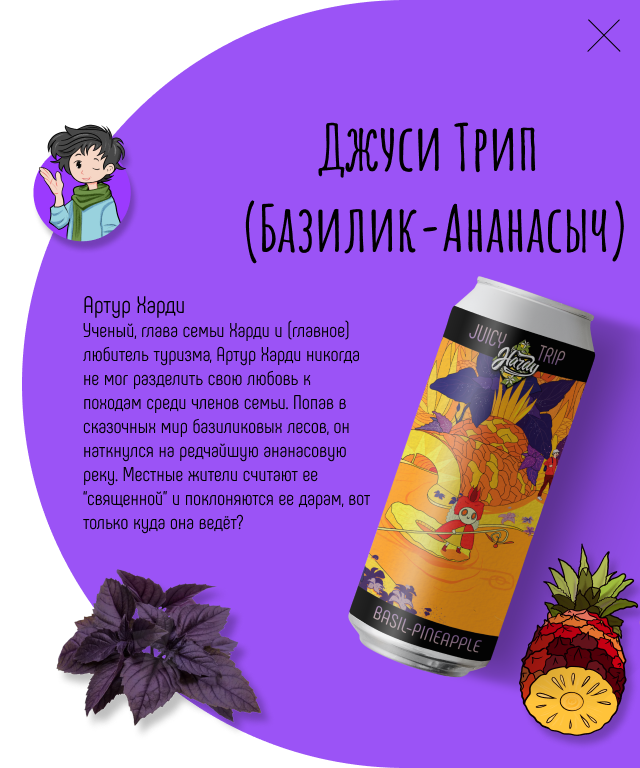 Джуси Трип
(Базилик-Ананасыч)
Артур Харди
Ученый, глава семьи Харди и (главное)
любитель туризма, Артур Харди никогда
не мог разделить свою любовь к
походам среди членов семьи. Попав в
сказочных мир базиликовых лесов, он
наткнулся на редчайшую ананасовую
реку. Местные жители считают ее
"священной" и поклоняются ее дарам, вот
только куда она ведёт?
JUICY TRIP
Hardy
BASIL-PINEAPPLE